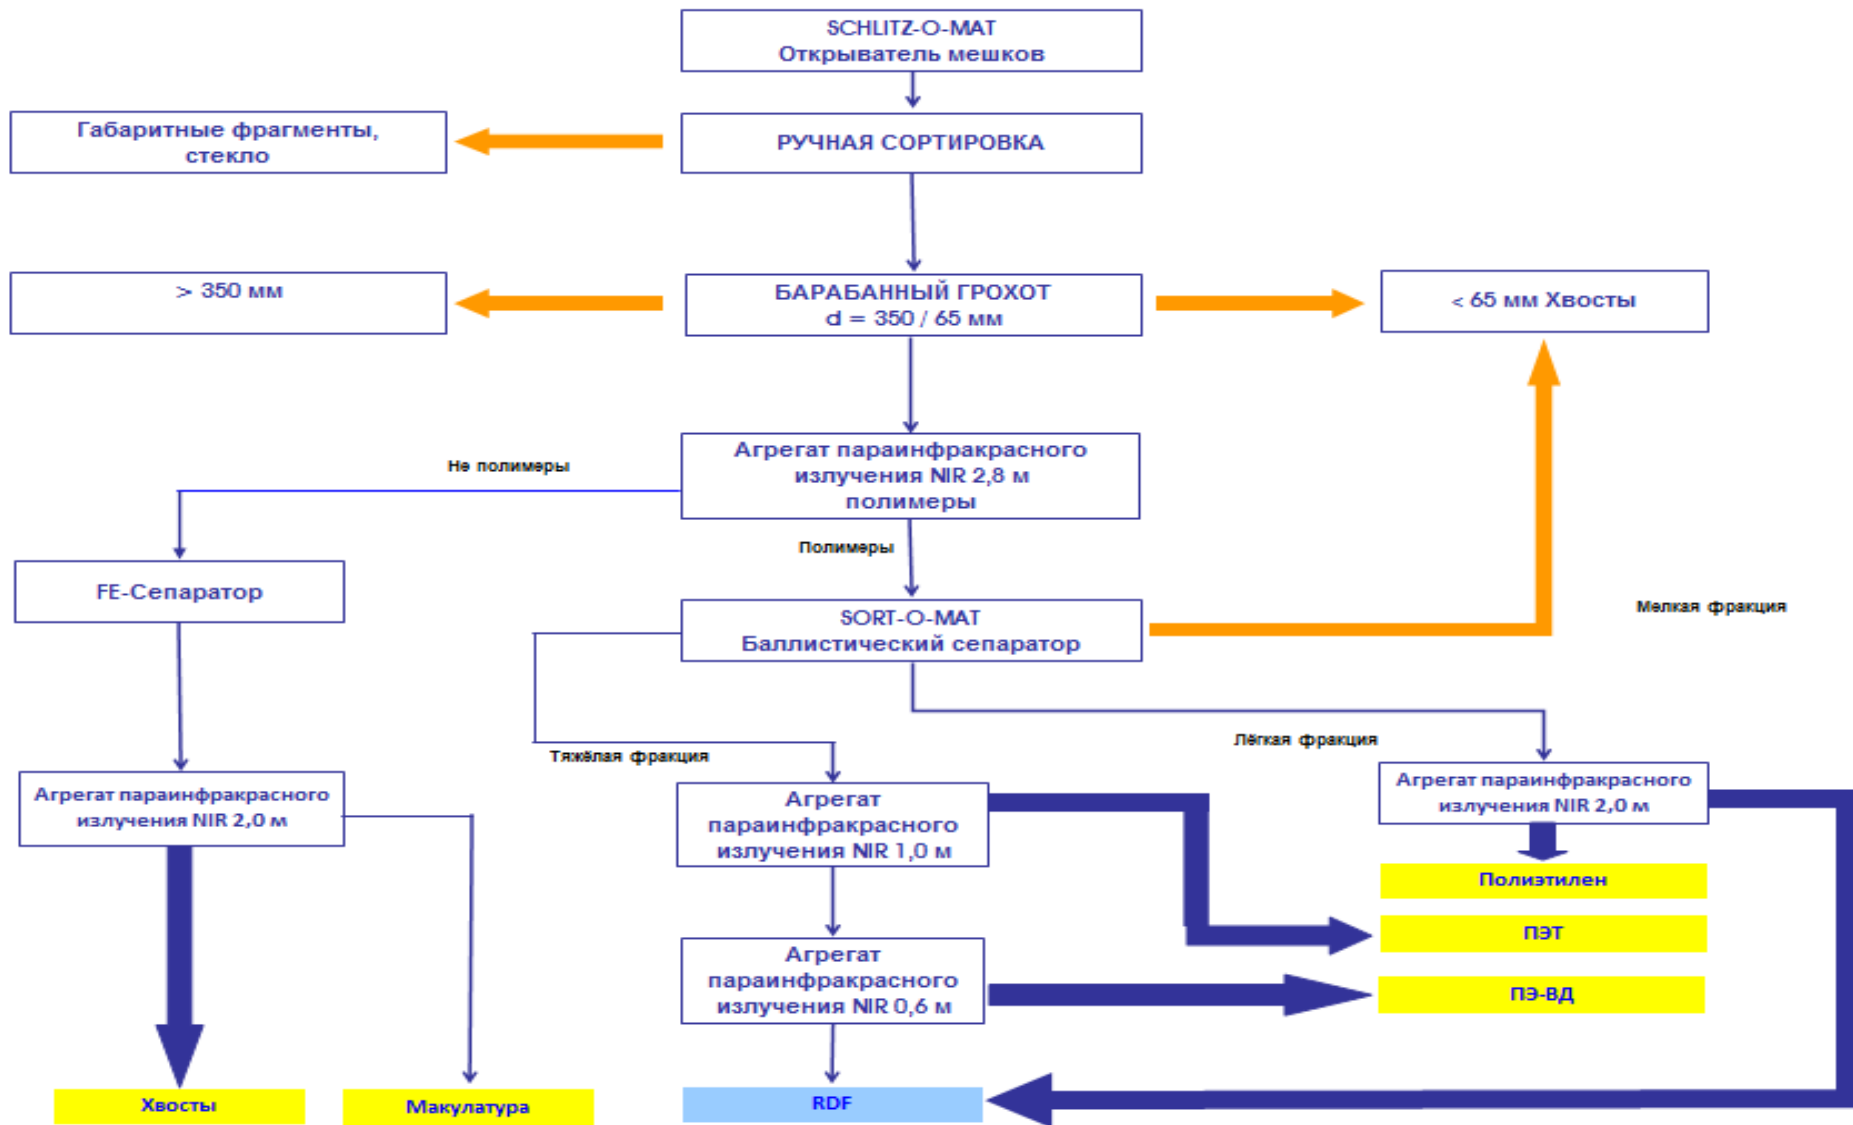 SCHLITZ-O-MAT
Открыватель мешков
Габаритные фрагменты,
стекло
РУЧНАЯ СОРТИРОВКА
> 350 мм
БАРАБАННЫЙ ГРОХОТ
d = 350 / 65 мм
< 65 мм Хвосты
Не полимеры
Агрегат параинфракрасного
излучения NIR 2,8 м
полимеры
Полимеры
FE-Сепаратор
SORT-O-MAT
Баллистический сепаратор
Мелкая фракция
Тяжёлая фракция
Лёгкая фракция
Агрегат параинфракрасного
излучения NIR 2,0 м
Агрегат
параинфракрасного
излучения NIR 1,0 м
Агрегат параинфракрасного
излучения NIR 2,0 м
Полиэтилен
ПЭТ
Агрегат
параинфракрасного
излучения NIR 0,6 м
ПЭ-ВД
Хвосты
Макулатура
RDF